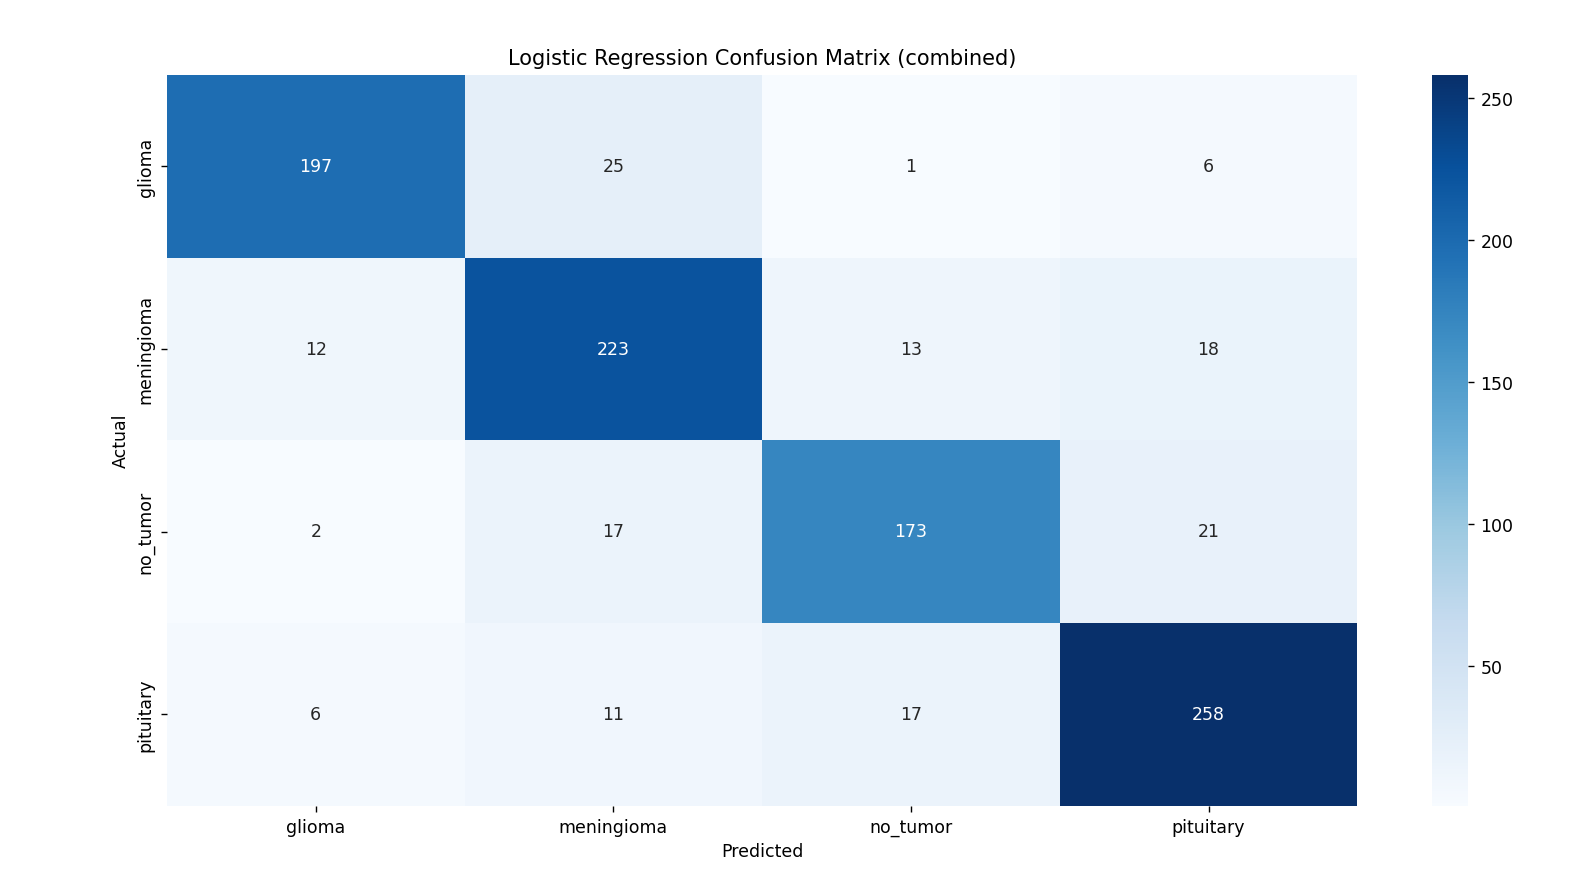 Logistic Regression Confusion Matrix (combined)
Actual
glioma
197 25 1 6
meningioma
12 223 13 18
no_tumor
2 17 173 21
pituitary
6 11 17 258
glioma meningioma no_tumor pituitary
Predicted
250
200
150
100
50